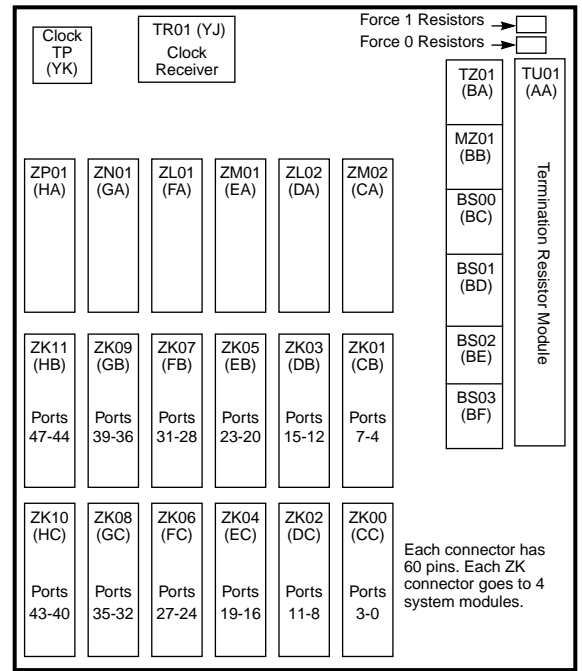 Clock
TP
(YK)
TR01 (YJ)
Clock
Receiver
Force 1 Resistors
Force 0 Resistors
TZ01
(BA)
TU01
(AA)
MZ01
(BB)
BS00
(BC)
BS01
(BD)
BS02
(BE)
BS03
(BF)
Termination Resistor Module
ZP01
(HA)
ZN01
(GA)
ZL01
(FA)
ZM01
(EA)
ZL02
(DA)
ZM02
(CA)
ZK11
(HB)
Ports
47-44
ZK09
(GB)
Ports
39-36
ZK07
(FB)
Ports
31-28
ZK05
(EB)
Ports
23-20
ZK03
(DB)
Ports
15-12
ZK01
(CB)
Ports
7-4
ZK10
(HC)
Ports
43-40
ZK08
(GC)
Ports
35-32
ZK06
(FC)
Ports
27-24
ZK04
(EC)
Ports
19-16
ZK02
(DC)
Ports
11-8
ZK00
(CC)
Ports
3-0
Each connector has
60 pins. Each ZK
connector goes to 4
system modules.